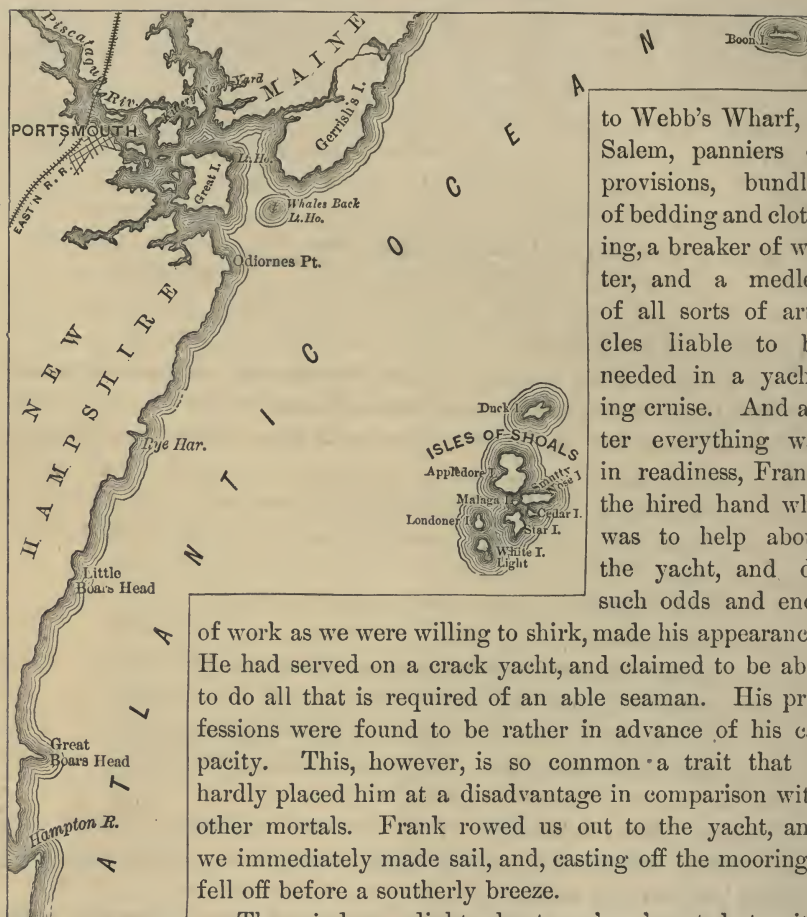 Piscataqua
Riv.
Navy Yard
MAINE
PORTSMOUTH
EAST'N R. R.
Great I.
Lt. Ho.
Gerrish's I.
Whales Back
Lt. Ho.
Odiornes Pt.
Boon I.
NEW
HAMPSHIRE
ATLANTIC OCEAN
Rye Har.
Little
Boars Head
Great
Boars Head
Hampton R.
Duck I.
ISLES OF SHOALS
Appledore I.
Smutty
Nose I
Malaga I.
Cedar I.
Londoner I.
Star I.
White I.
Light
to Webb's Wharf,
Salem, panniers
provisions, bundl
of bedding and clot
ing, a breaker of w
ter, and a medle
of all sorts of art
cles liable to b
needed in a yach
ing cruise. And a
ter everything w
in readiness, Fran
the hired hand wh
was to help abo
the yacht, and d
such odds and en
of work as we were willing to shirk, made his appearanc
He had served on a crack yacht, and claimed to be ab
to do all that is required of an able seaman. His pr
fessions were found to be rather in advance of his c
pacity. This, however, is so common a trait that
hardly placed him at a disadvantage in comparison wit
other mortals. Frank rowed us out to the yacht, an
we immediately made sail, and, casting off the mooring
fell off before a southerly breeze.